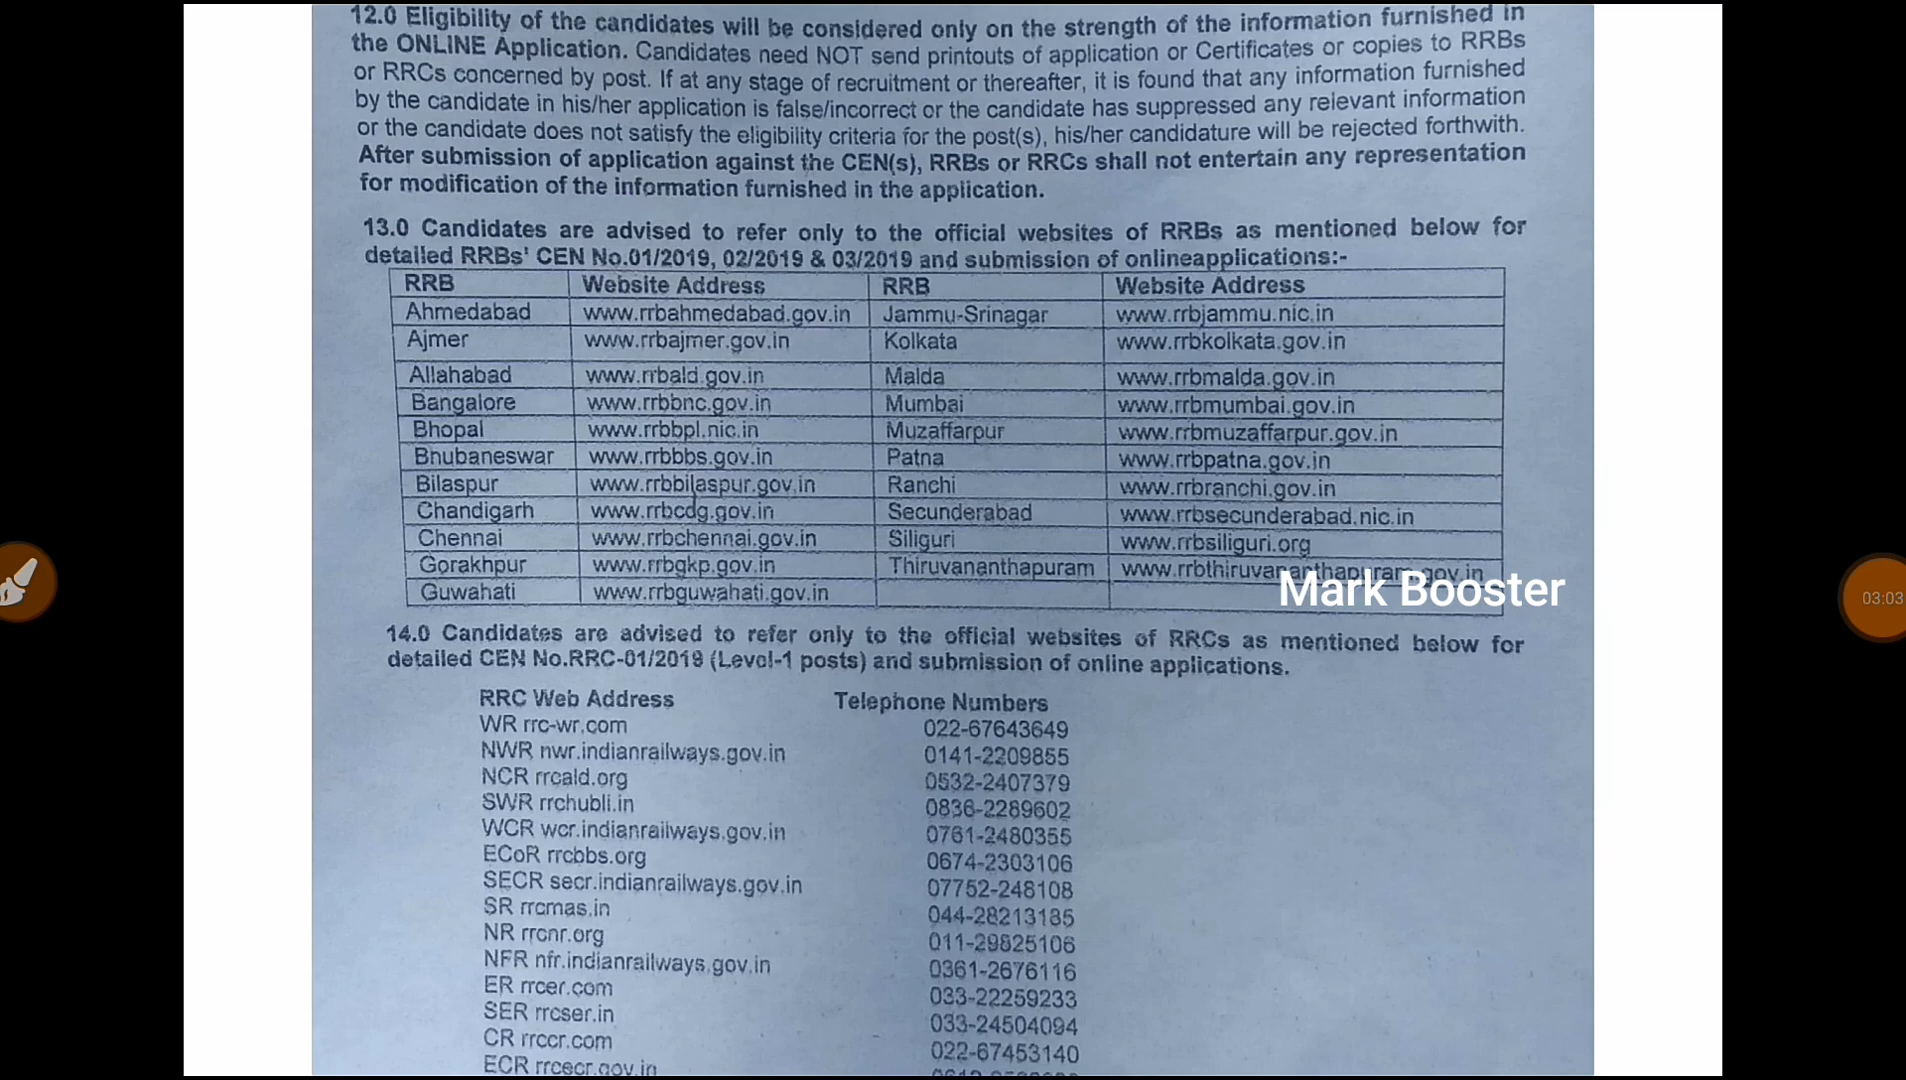 12.0 Eligibility of the candidates will be considered only on the strength of the information furnished in
the ONLINE Application. Candidates need NOT send printouts of application or Certificates or copies to RRBs
or RRCs concerned by post. If at any stage of recruitment or thereafter, it is found that any information furnished
by the candidate in his/her application is false/incorrect or the candidate has suppressed any relevant information
or the candidate does not satisfy the eligibility criteria for the post(s), his/her candidature will be rejected forthwith.
After submission of application against the CEN(s), RRBs or RRCs shall not entertain any representation
for modification of the information furnished in the application.
13.0 Candidates are advised to refer only to the official websites of RRBs as mentioned below for
detailed RRBs' CEN No.01/2019, 02/2019 & 03/2019 and submission of onlineapplications:-
RRB Website Address RRB Website Address
Ahmedabad www.rrbahmedabad.gov.in Jammu-Srinagar www.rrbjammu.nic.in
Ajmer www.rrbajmer.gov.in Kolkata www.rrbkolkata.gov.in
Allahabad www.rrbald.gov.in Malda www.rrbmalda.gov.in
Bangalore www.rrbbnc.gov.in Mumbai www.rrbmumbai.gov.in
Bhopal www.rrbbpl.nic.in Muzaffarpur www.rrbmuzaffarpur.gov.in
Bhubaneswar www.rrbbbs.gov.in Patna www.rrbpatna.gov.in
Bilaspur www.rrbbilaspur.gov.in Ranchi www.rrbranchi.gov.in
Chandigarh www.rrbcdg.gov.in Secunderabad www.rrbsecunderabad.nic.in
Chennai www.rrbchennai.gov.in Siliguri www.rrbsiliguri.org
Gorakhpur www.rrbgkp.gov.in Thiruvananthapuram www.rrbthiruvananthapuram.gov.in
Guwahati www.rrbguwahati.gov.in
Mark Booster
03:03
14.0 Candidates are advised to refer only to the official websites of RRCs as mentioned below for
detailed CEN No.RRC-01/2019 (Level-1 posts) and submission of online applications.
RRC Web Address Telephone Numbers
WR rrc-wr.com 022-67643649
NWR nwr.indianrailways.gov.in 0141-2209855
NCR rrcald.org 0532-2407379
SWR rrchubli.in 0836-2289602
WCR wcr.indianrailways.gov.in 0761-2480355
ECoR rrcbbs.org 0674-2303106
SECR secr.indianrailways.gov.in 07752-248108
SR rrcmas.in 044-28213185
NR rrcnr.org 011-29825106
NFR nfr.indianrailways.gov.in 0361-2676116
ER rrcer.com 033-22259233
SER rrcser.in 033-24504094
CR rrccr.com 022-67453140
ECR rrcecr.gov.in